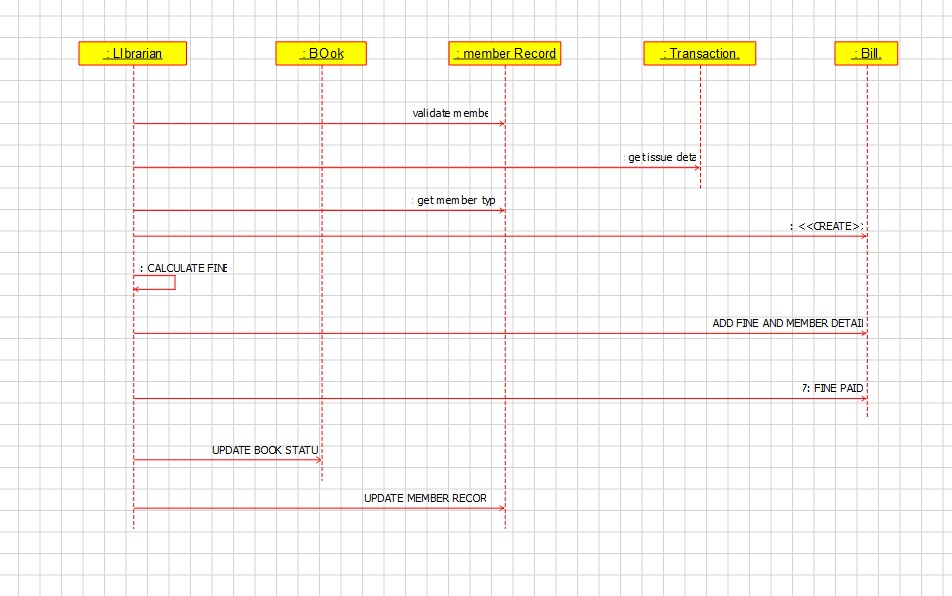 : LIbrarian
: BOok
: member Record
: Transaction.
: Bill.
validate membe
: get issue deta
: get member typ
: <<CREATE>>
: CALCULATE FINE
ADD FINE AND MEMBER DETAIL
7: FINE PAID
UPDATE BOOK STATU
UPDATE MEMBER RECOR